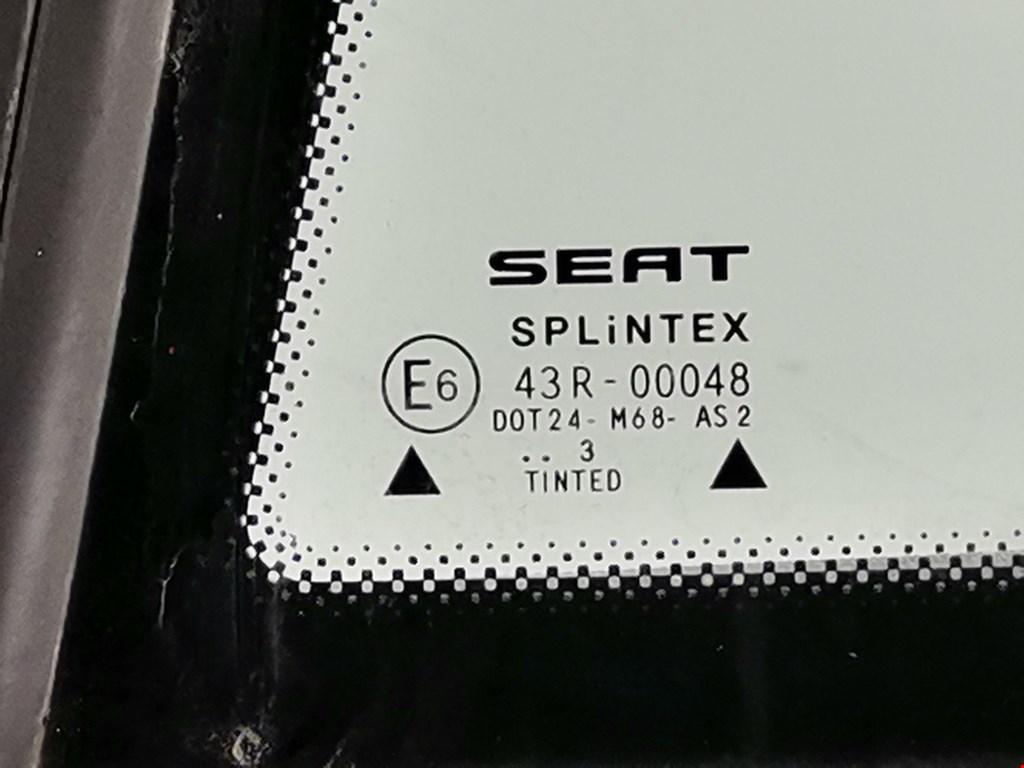 SEAT
SPLiNTEX
E6 43R-00048
DOT24-M68- AS2
.. 3
TINTED